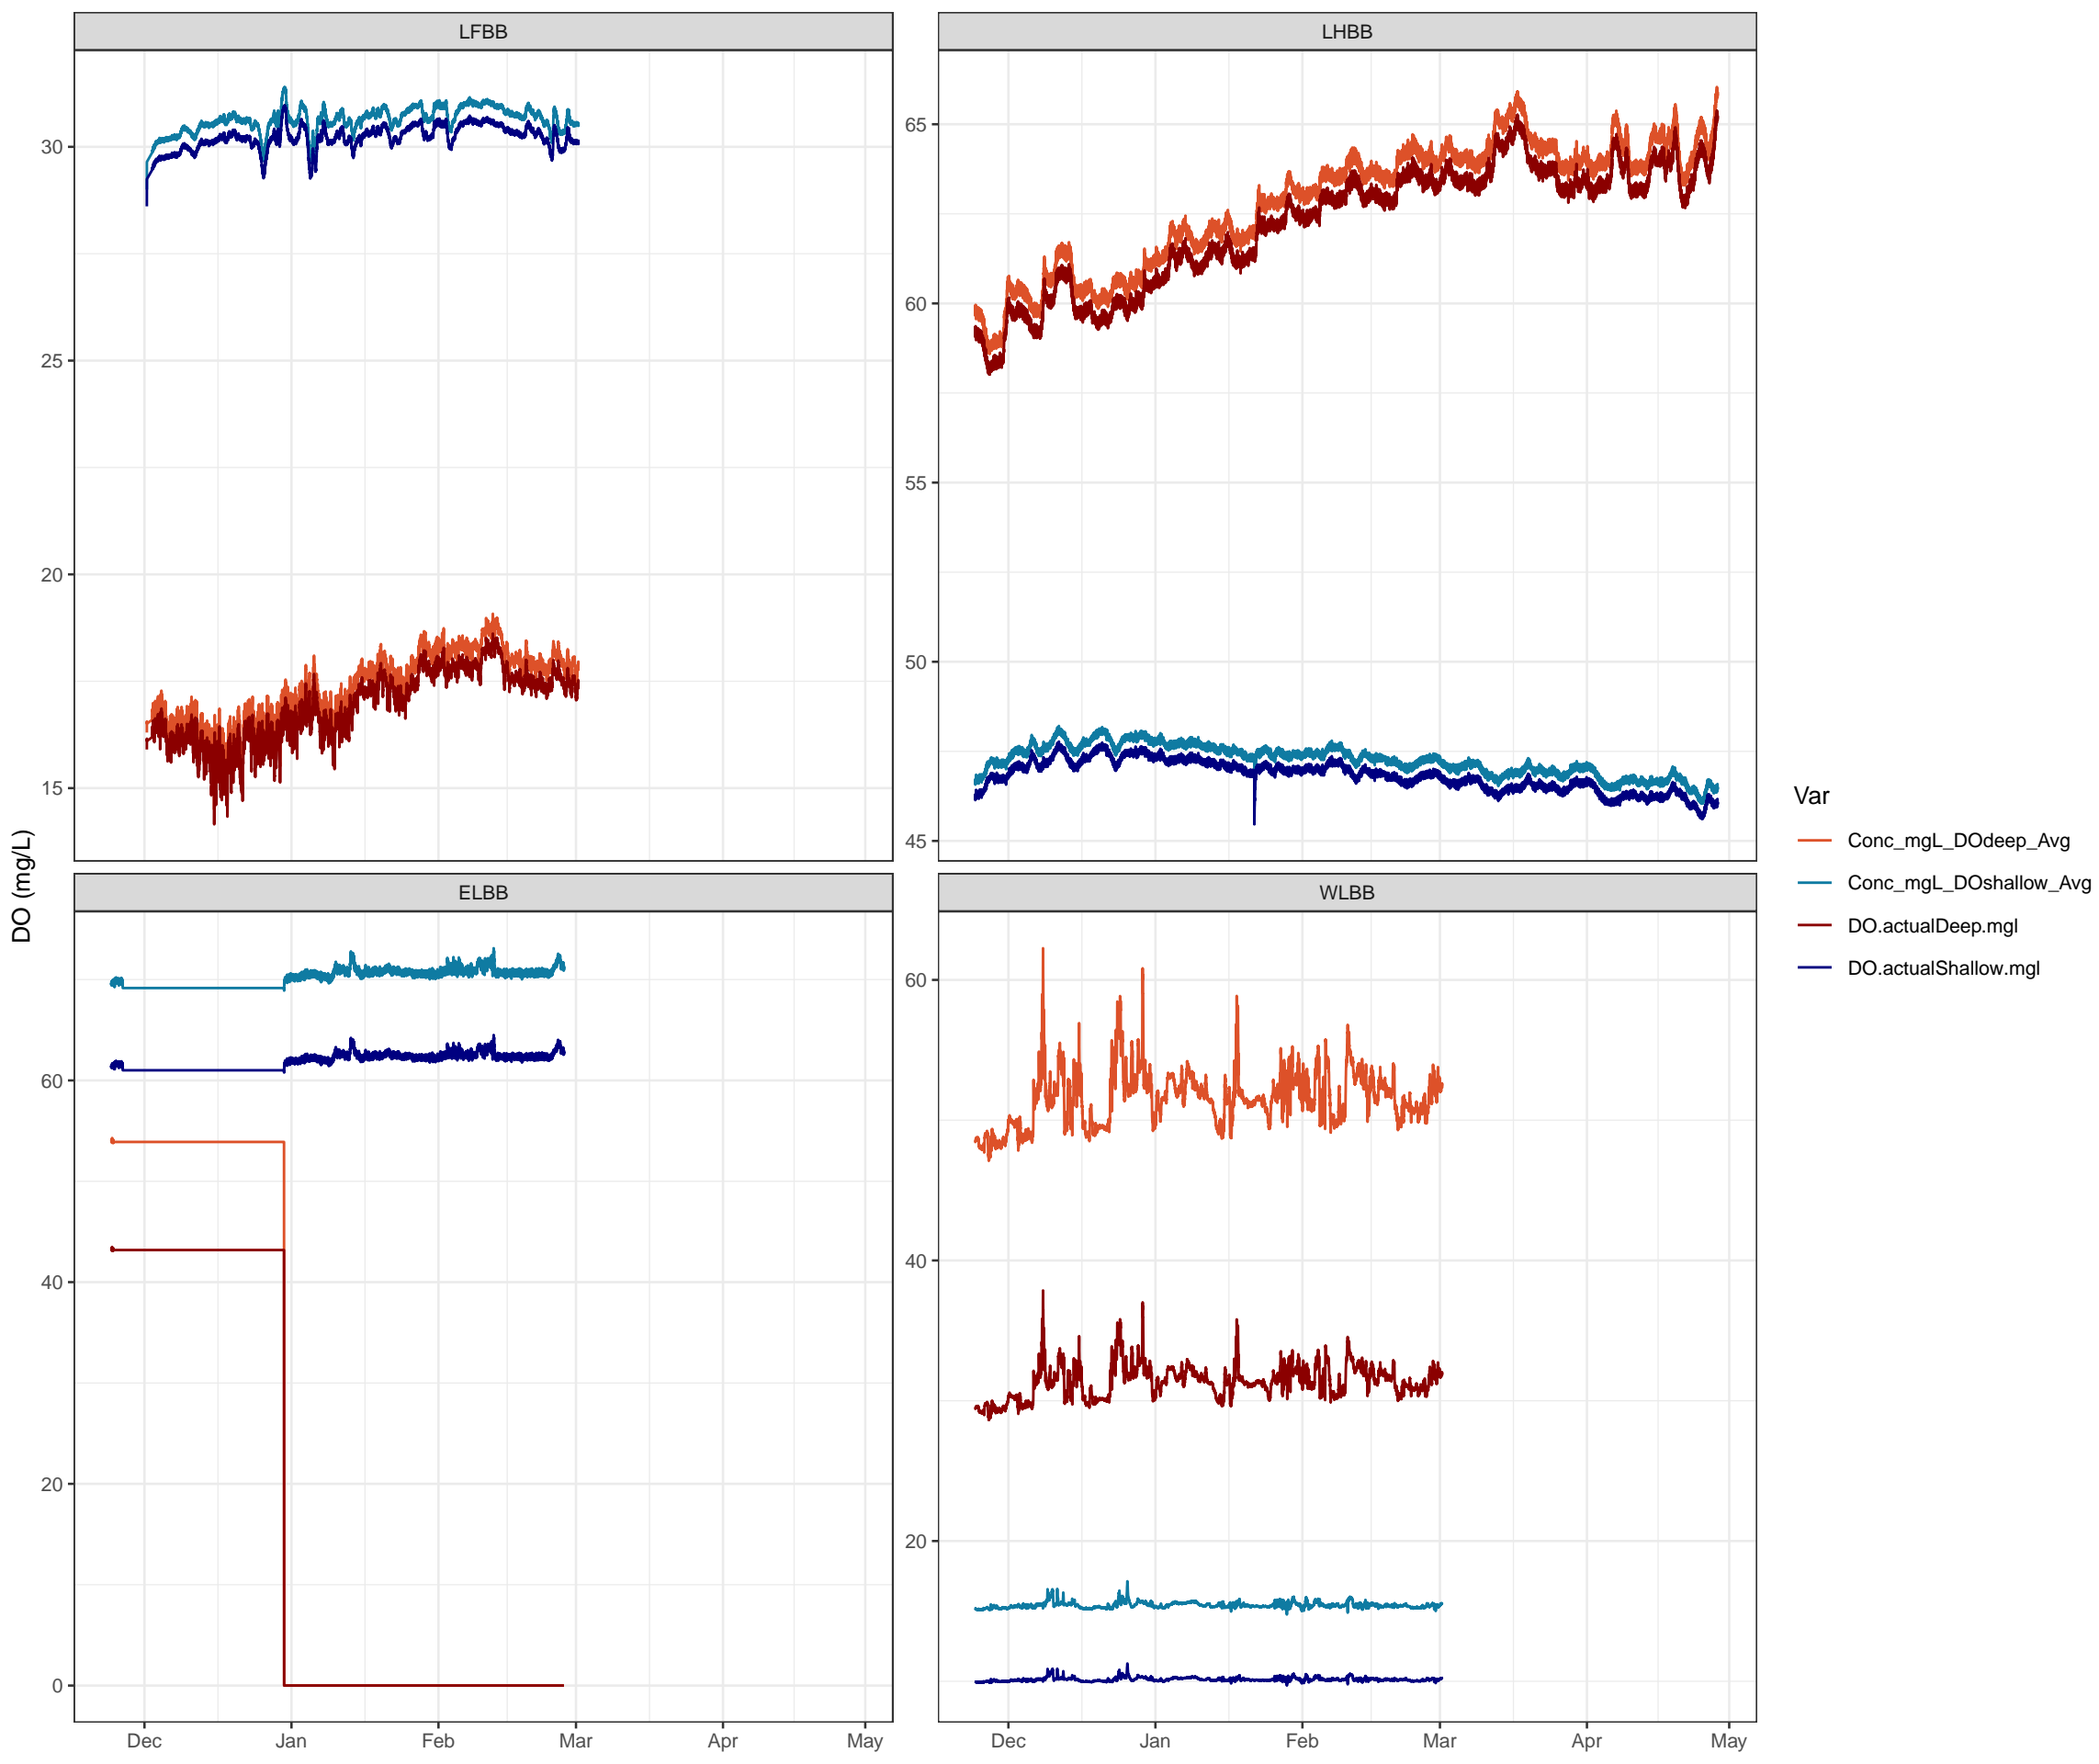 LFBB
LHBB
30
25
20
15
65
60
55
50
45
DO (mg/L)
ELBB
WLBB
60
40
20
0
60
40
20
Dec Jan Feb Mar Apr May
Dec Jan Feb Mar Apr May
Var
Conc_mgL_DOdeep_Avg
Conc_mgL_DOshallow_Avg
DO.actualDeep.mgl
DO.actualShallow.mgl